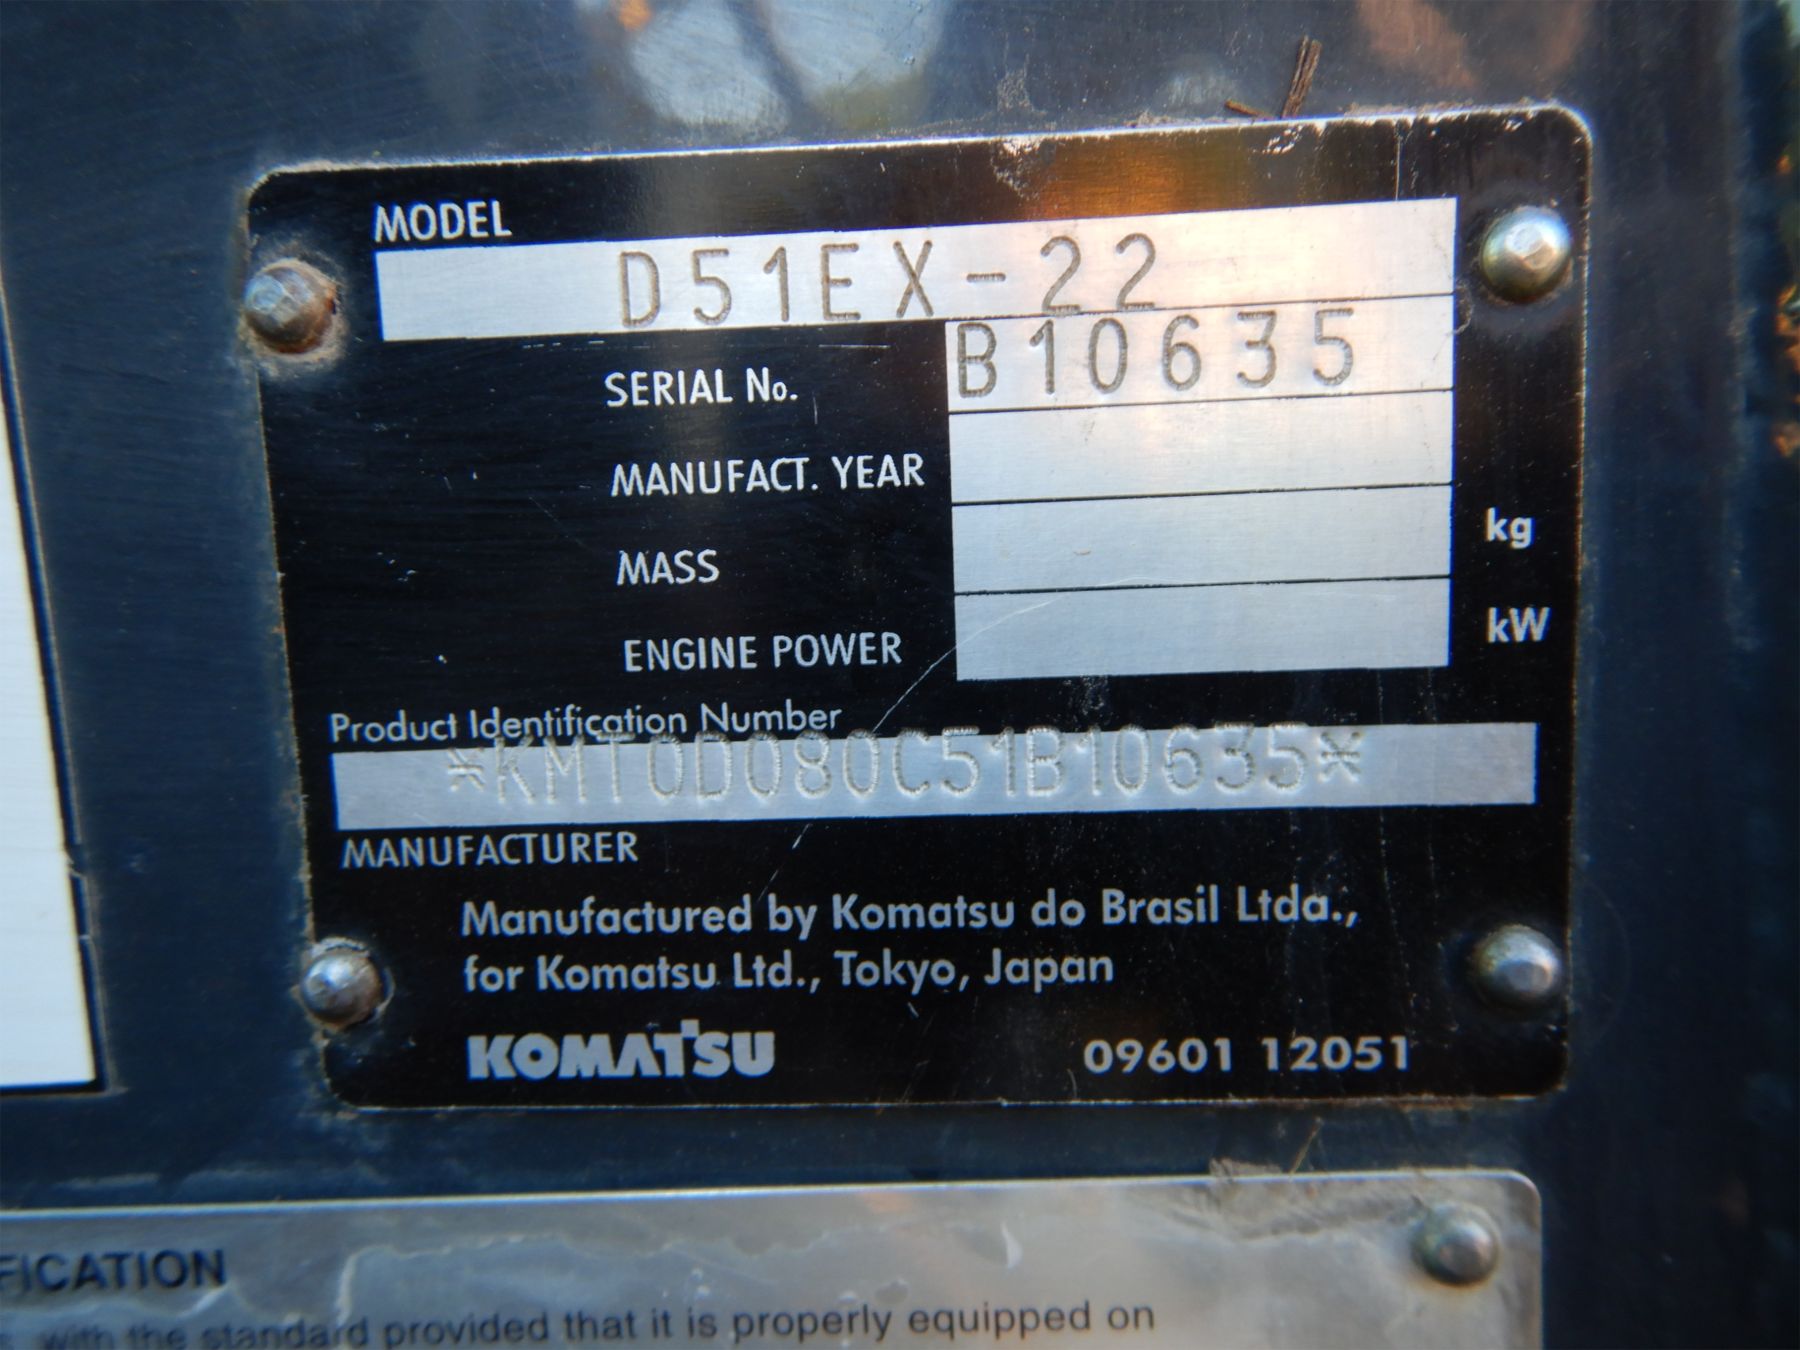 MODEL
D51EX-22
SERIAL No. B10635
MANUFACT. YEAR
MASS kg
ENGINE POWER kW
Product Identification Number
*KMT0D080C51B10635*
MANUFACTURER
Manufactured by Komatsu do Brasil Ltda.,
for Komatsu Ltd., Tokyo, Japan
KOMATSU 09601 12051
FICATION
with the standard provided that it is properly equipped on